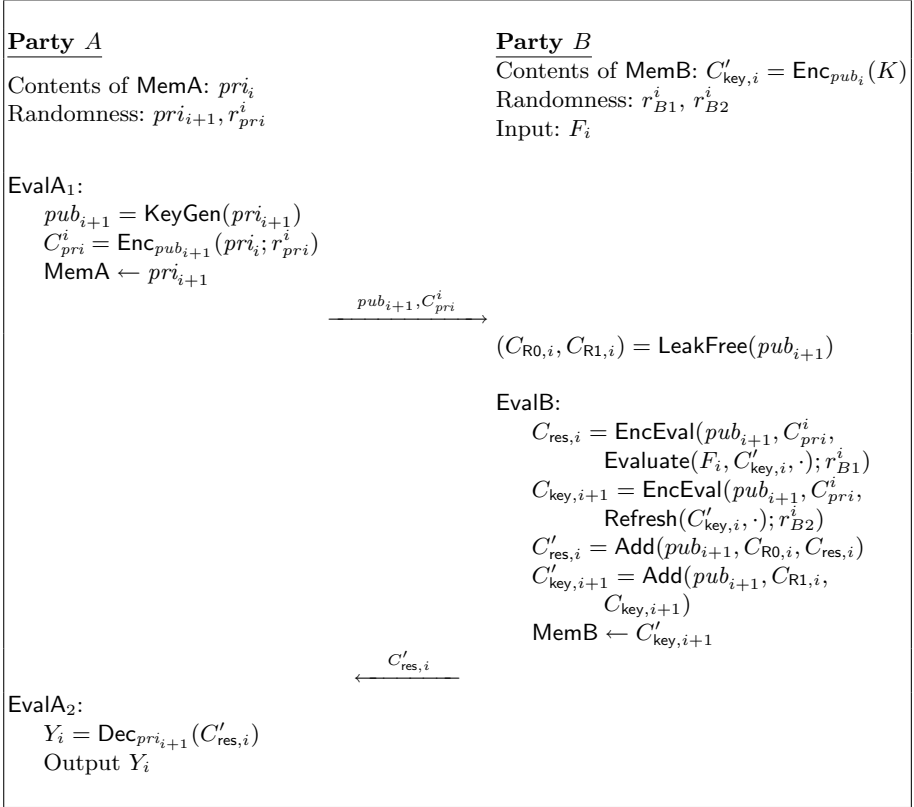 Party A
Contents of MemA: pri_i
Randomness: pri_{i+1}, r^i_{pri}
Party B
Contents of MemB: C'_{key,i} = Enc_{pub_i}(K)
Randomness: r^i_{B1}, r^i_{B2}
Input: F_i
EvalA_1:
pub_{i+1} = KeyGen(pri_{i+1})
C^i_{pri} = Enc_{pub_{i+1}}(pri_i; r^i_{pri})
MemA ← pri_{i+1}
pub_{i+1}, C^i_{pri}
(C_{R0,i}, C_{R1,i}) = LeakFree(pub_{i+1})
EvalB:
C_{res,i} = EncEval(pub_{i+1}, C^i_{pri},
Evaluate(F_i, C'_{key,i}, ·); r^i_{B1})
C_{key,i+1} = EncEval(pub_{i+1}, C^i_{pri},
Refresh(C'_{key,i}, ·); r^i_{B2})
C'_{res,i} = Add(pub_{i+1}, C_{R0,i}, C_{res,i})
C'_{key,i+1} = Add(pub_{i+1}, C_{R1,i},
C_{key,i+1})
MemB ← C'_{key,i+1}
C'_{res,i}
EvalA_2:
Y_i = Dec_{pri_{i+1}}(C'_{res,i})
Output Y_i